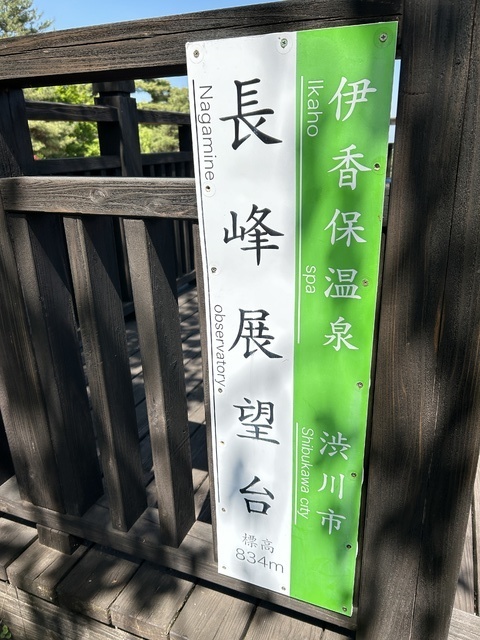 伊香保温泉 渋川市
Ikaho spa Shibukawa city
長峰展望台
Nagamine observatory
標高
834m